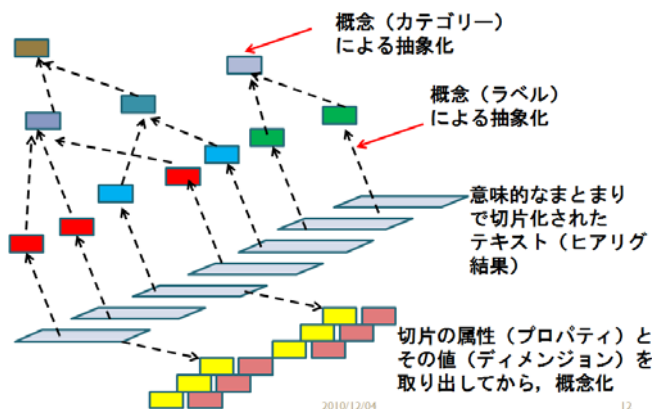 概念（カテゴリー）
による抽象化
概念（ラベル）
による抽象化
意味的なまとまり
で切片化された
テキスト（ヒアリグ
結果）
切片の属性（プロパティ）と
その値（ディメンジョン）を
取り出してから，概念化
2010/12/04
12